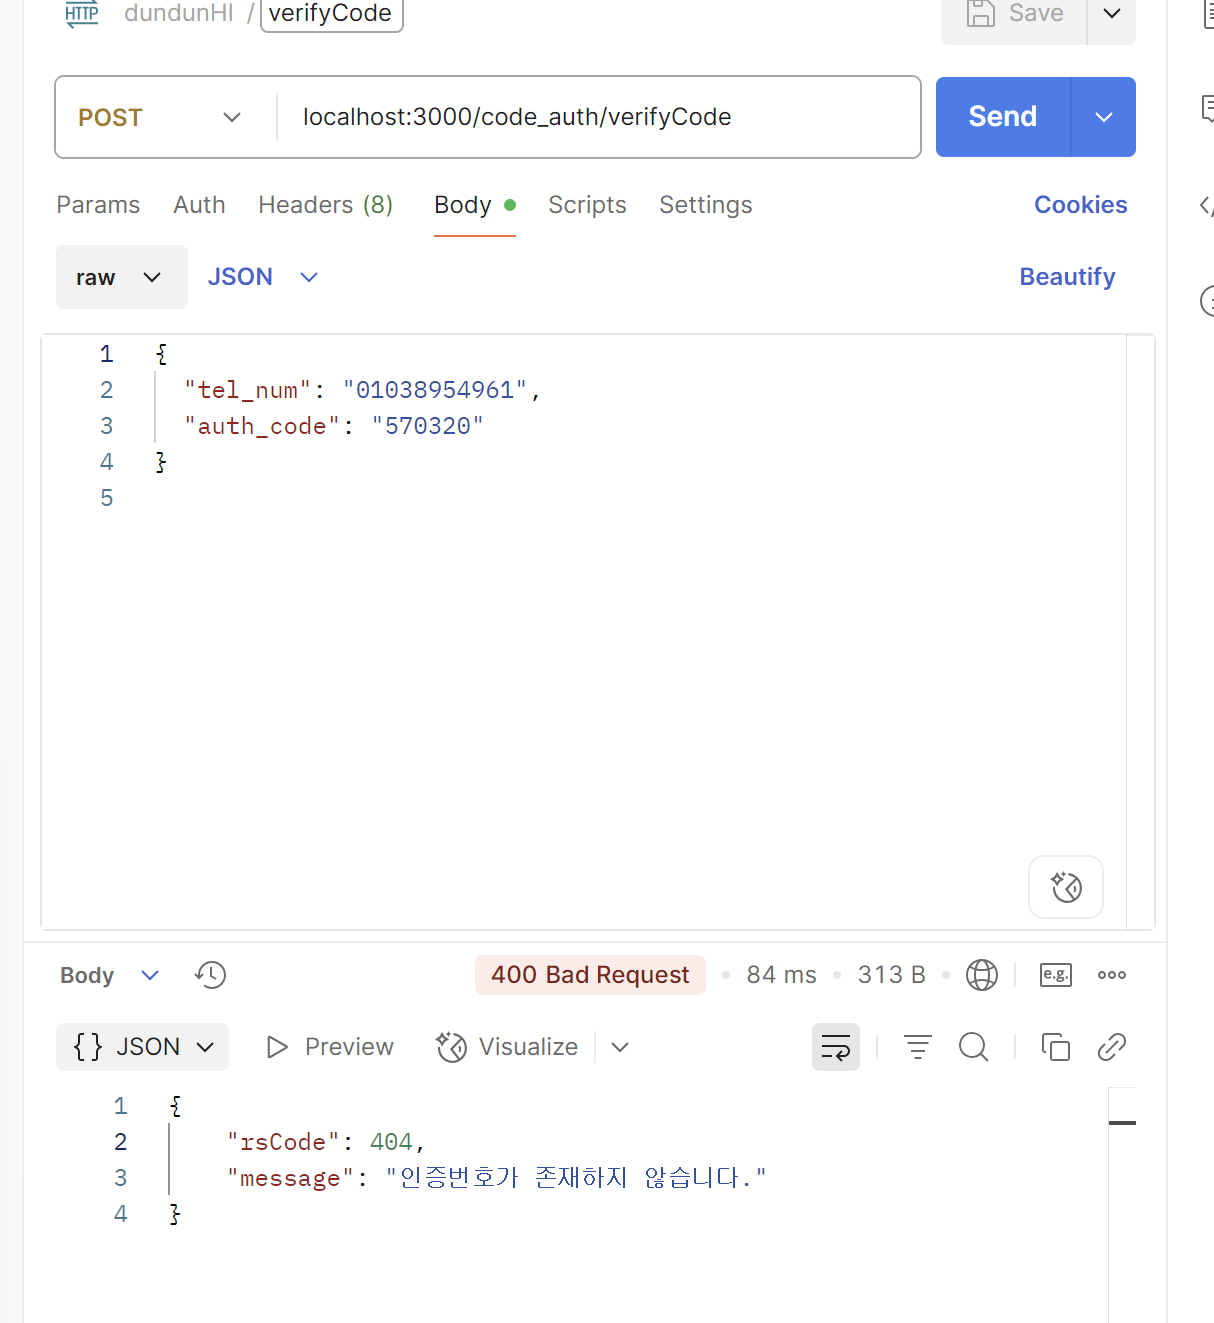 HTTP dundunHI / verifyCode Save
POST localhost:3000/code_auth/verifyCode Send
Params Auth Headers (8) Body Scripts Settings Cookies
raw JSON Beautify
1 {
2 "tel_num": "01038954961",
3 "auth_code": "570320"
4 }
5
Body 400 Bad Request 84 ms 313 B e.g.
{} JSON Preview Visualize
1 {
2 "rsCode": 404,
3 "message": "인증번호가 존재하지 않습니다."
4 }